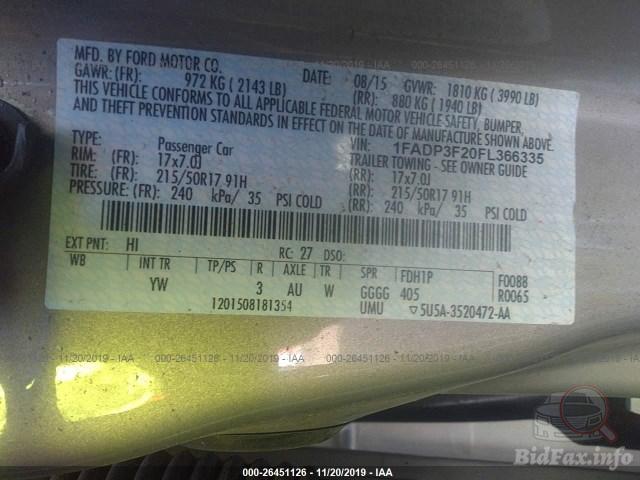 MFD. BY FORD MOTOR CO.
DATE: 08/15 GVWR: 1810 KG ( 3990 LB)
GAWR: (FR): 972 KG ( 2143 LB) (RR): 880 KG ( 1940 LB)
THIS VEHICLE CONFORMS TO ALL APPLICABLE FEDERAL MOTOR VEHICLE SAFETY, BUMPER,
AND THEFT PREVENTION STANDARDS IN EFFECT ON THE DATE OF MANUFACTURE SHOWN ABOVE.
VIN: 1FADP3F20FL366335
TYPE: Passenger Car TRAILER TOWING - SEE OWNER GUIDE
RIM: (FR): 17x7.0J (RR): 17x7.0J
TIRE: (FR): 215/50R17 91H (RR): 215/50R17 91H
PRESSURE: (FR): 240 kPa/ 35 PSI COLD (RR): 240 kPa/ 35 PSI COLD
EXT PNT: HI RC: 27 DSO:
WB INT TR TP/PS R AXLE TR SPR FDH1P F0088
YW 3 AU W GGGG 405 R0065
1201508181354 UMU ▽5U5A-3520472-AA
000-26451126 - 11/20/2019 - IAA
BidFax.info